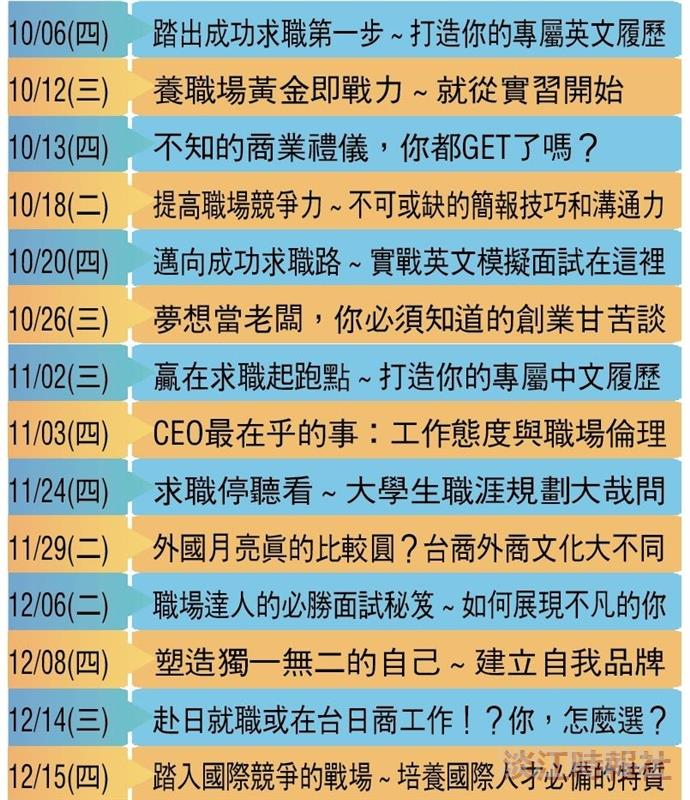 10/06(四) 踏出成功求職第一步~打造你的專屬英文履歷
10/12(三) 養職場黃金即戰力~就從實習開始
10/13(四) 不知的商業禮儀，你都GET了嗎？
10/18(二) 提高職場競爭力~不可或缺的簡報技巧和溝通力
10/20(四) 邁向成功求職路~實戰英文模擬面試在這裡
10/26(三) 夢想當老闆，你必須知道的創業甘苦談
11/02(三) 贏在求職起跑點~打造你的專屬中文履歷
11/03(四) CEO最在乎的事：工作態度與職場倫理
11/24(四) 求職停聽看~大學生職涯規劃大哉問
11/29(二) 外國月亮真的比較圓？台商外商文化大不同
12/06(二) 職場達人的必勝面試秘笈~如何展現不凡的你
12/08(四) 塑造獨一無二的自己~建立自我品牌
12/14(三) 赴日就職或在台日商工作！？你，怎麼選？
12/15(四) 踏入國際競爭的戰場~培養國際人才必備的特質
淡江時報社